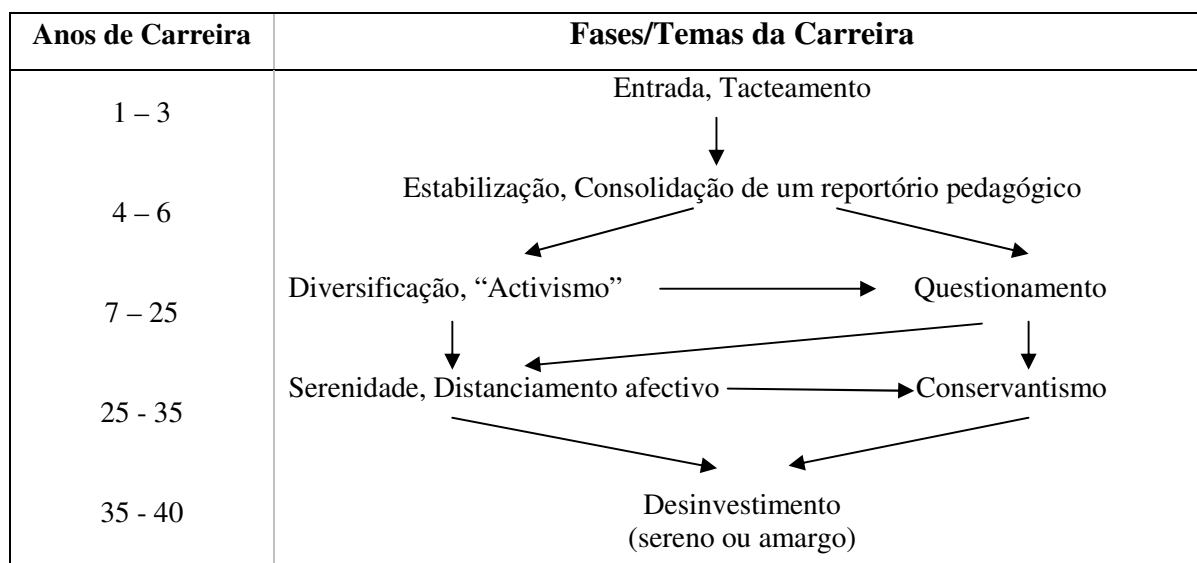 Anos de Carreira
Fases/Temas da Carreira
1 – 3
Entrada, Tacteamento
4 – 6
Estabilização, Consolidação de um reportório pedagógico
7 – 25
Diversificação, “Activismo”
Questionamento
25 - 35
Serenidade, Distanciamento afectivo
Conservantismo
35 - 40
Desinvestimento
(sereno ou amargo)